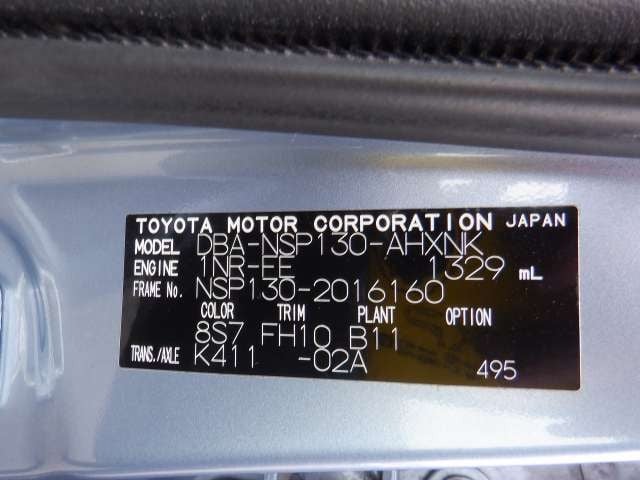 TOYOTA MOTOR CORPORATION JAPAN
MODEL DBA-NSP130-AHXNK
ENGINE 1NR-FE 1329 mL
FRAME No. NSP130-2016160
COLOR TRIM PLANT OPTION
8S7 FH10 B11
TRANS./AXLE K411 -02A 495